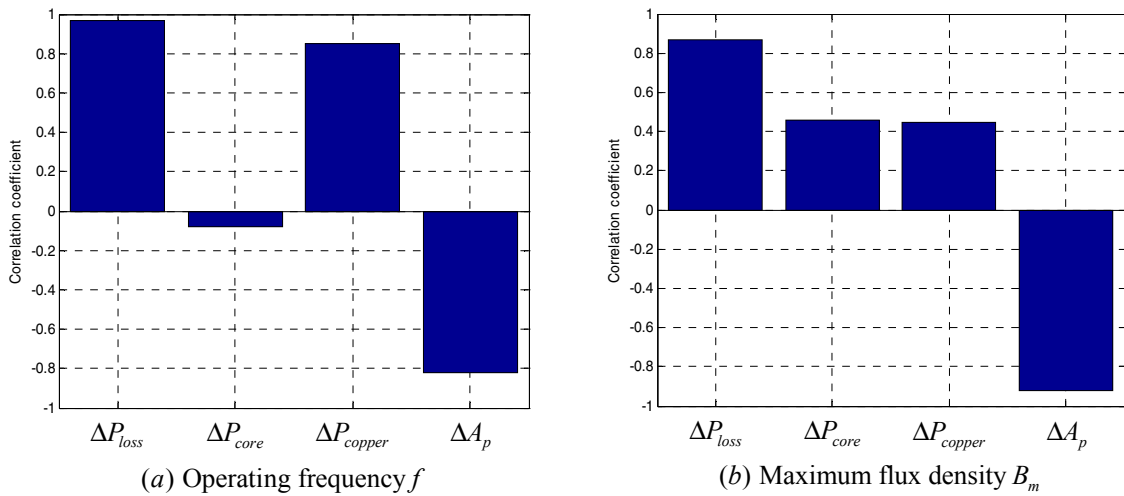 Correlation coefficient
1
0.8
0.6
0.4
0.2
0
-0.2
-0.4
-0.6
-0.8
-1
ΔP_loss
ΔP_core
ΔP_copper
ΔA_p
(a) Operating frequency f
Correlation coefficient
1
0.8
0.6
0.4
0.2
0
-0.2
-0.4
-0.6
-0.8
-1
ΔP_loss
ΔP_core
ΔP_copper
ΔA_p
(b) Maximum flux density B_m